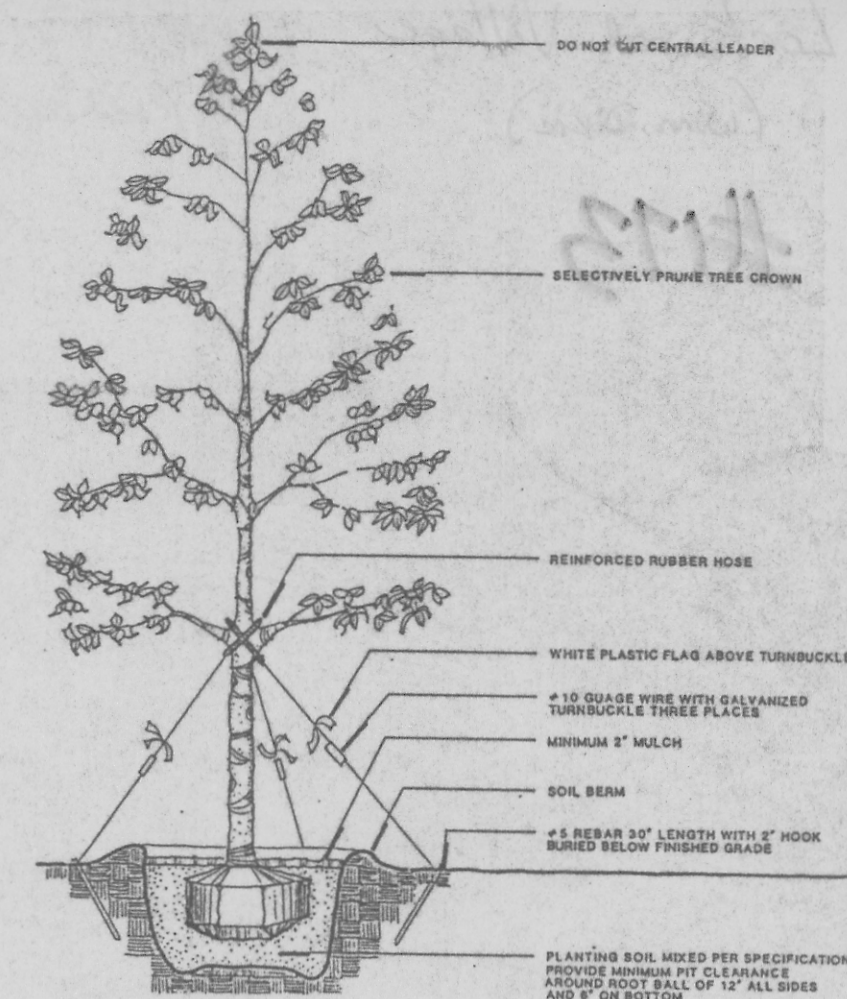 DO NOT CUT CENTRAL LEADER
SELECTIVELY PRUNE TREE CROWN
REINFORCED RUBBER HOSE
WHITE PLASTIC FLAG ABOVE TURNBUCKLE
#10 GUAGE WIRE WITH GALVANIZED
TURNBUCKLE THREE PLACES
MINIMUM 2" MULCH
SOIL BERM
#5 REBAR 30" LENGTH WITH 2" HOOK
BURIED BELOW FINISHED GRADE
PLANTING SOIL MIXED PER SPECIFICATION
PROVIDE MINIMUM PIT CLEARANCE
AROUND ROOT BALL OF 12" ALL SIDES
AND 6" ON BOTTOM